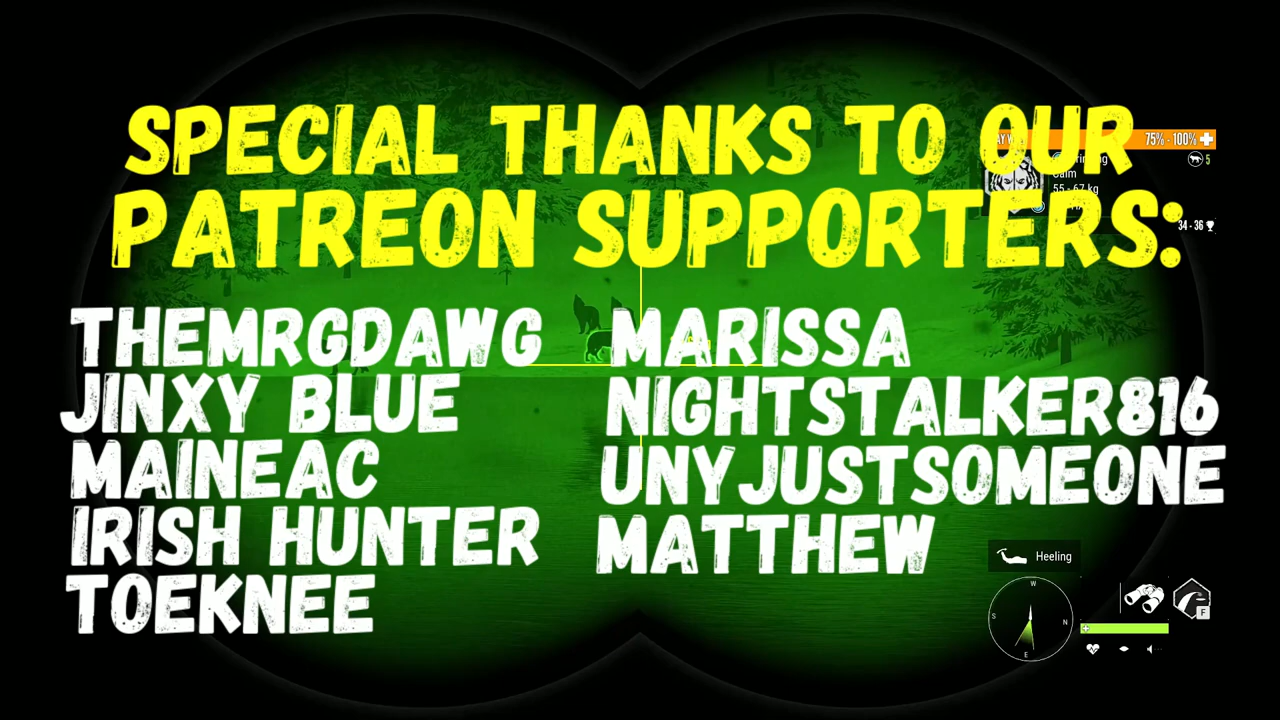 SPECIAL THANKS TO OUR
PATREON SUPPORTERS:
THEMRGDAWG
JINXY BLUE
MAINEAC
IRISH HUNTER
TOEKNEE
MARISSA
NIGHTSTALKER816
UNYJUSTSOMEONE
MATTHEW
75% - 100%
5
Calm
55 - 67 kg
34 - 36
Heeling
W
S
N
E
F